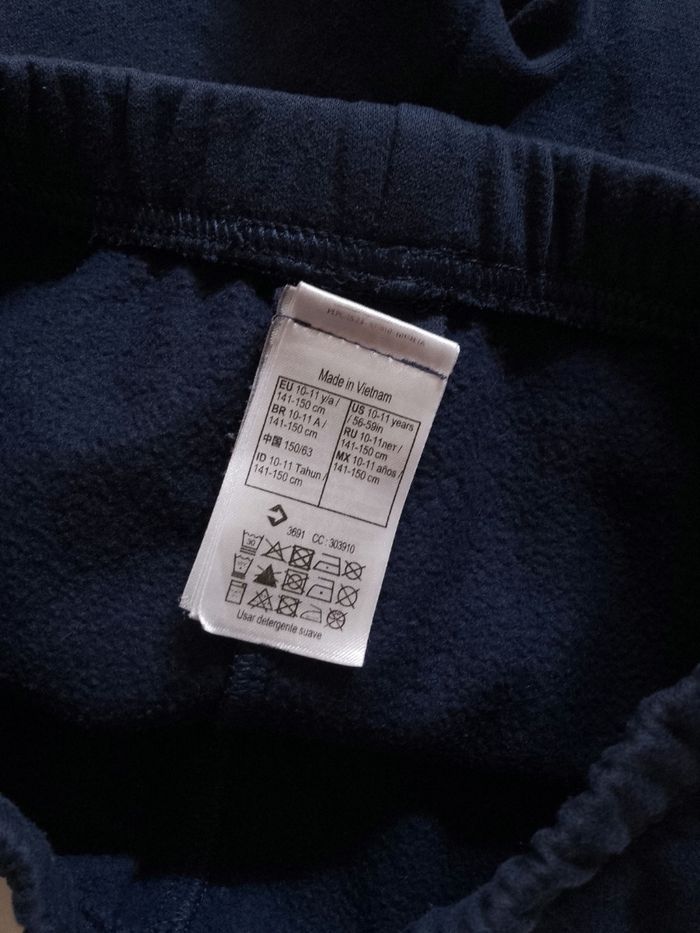 Made in Vietnam
EU 10-11 y/a /
141-150 cm
BR 10-11 A /
141-150 cm
中国 150/63
ID 10-11 Tahun /
141-150 cm
US 10-11 years
/ 56-59in
RU 10-11лет /
141-150 cm
MX 10-11 años /
141-150 cm
3691 CC : 303910
30
Usar detergente suave